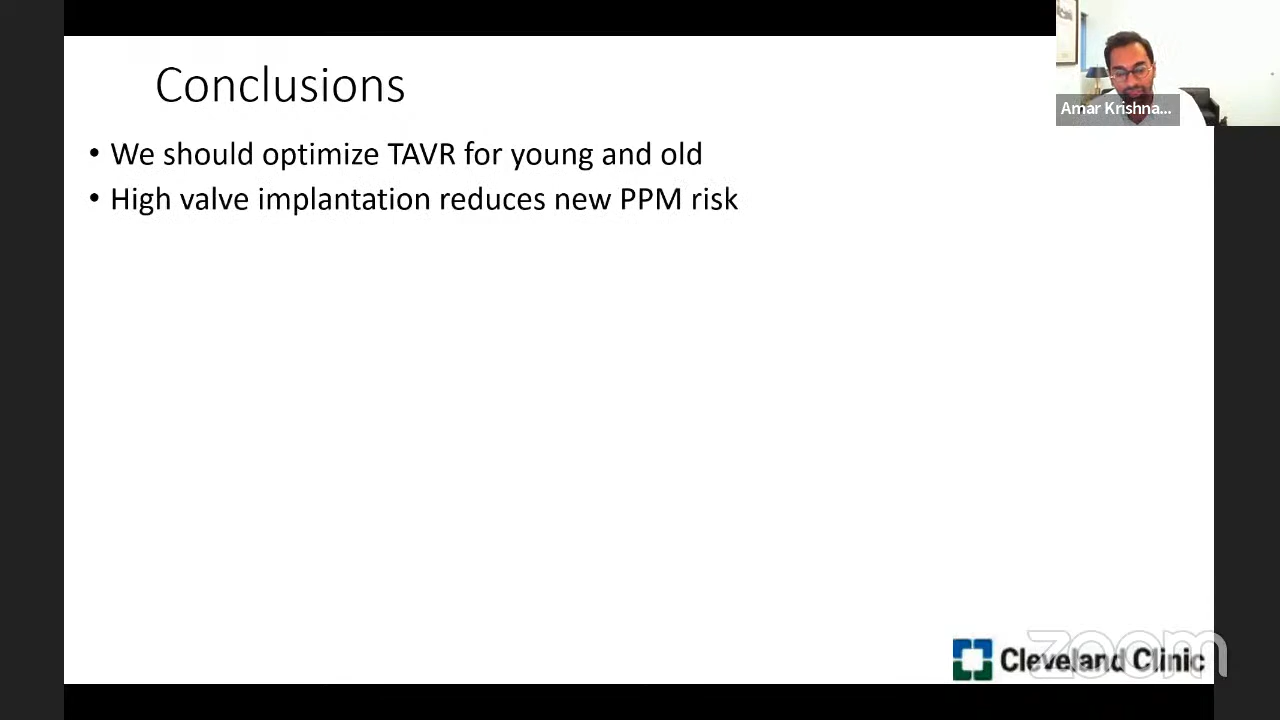 Conclusions
Amar Krishna...
• We should optimize TAVR for young and old
• High valve implantation reduces new PPM risk
zoom
Cleveland Clinic